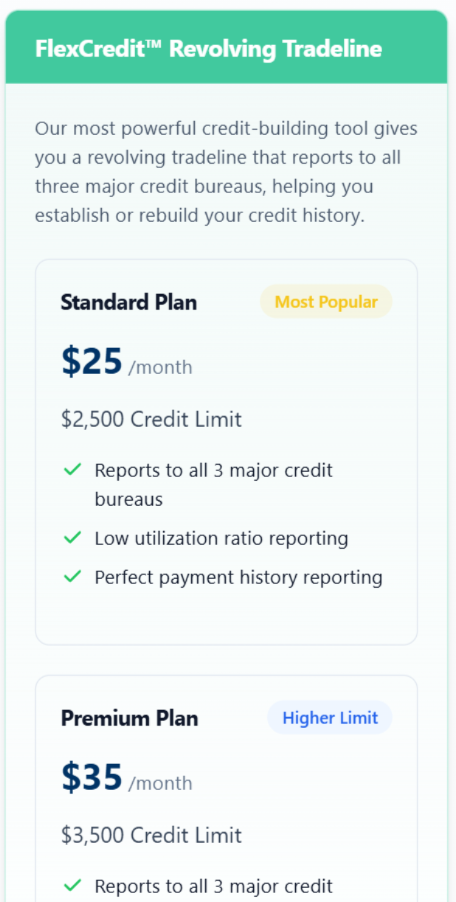 FlexCredit™ Revolving Tradeline
Our most powerful credit-building tool gives
you a revolving tradeline that reports to all
three major credit bureaus, helping you
establish or rebuild your credit history.
Standard Plan
Most Popular
$25 /month
$2,500 Credit Limit
Reports to all 3 major credit
bureaus
Low utilization ratio reporting
Perfect payment history reporting
Premium Plan
Higher Limit
$35 /month
$3,500 Credit Limit
Reports to all 3 major credit